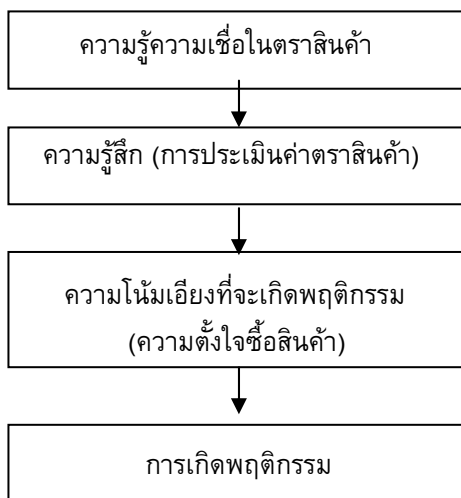 ความรู้ความเชื่อในตราสินค้า
ความรู้สึก (การประเมินค่าตราสินค้า)
ความโน้มเอียงที่จะเกิดพฤติกรรม
(ความตั้งใจซื้อสินค้า)
การเกิดพฤติกรรม